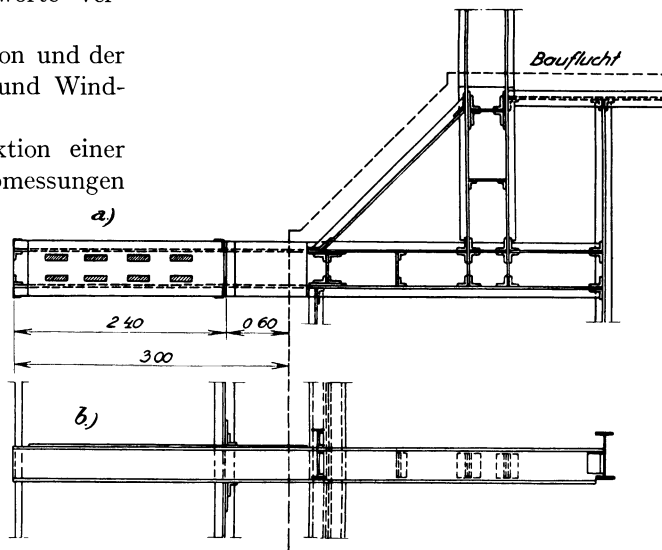 on und der
und Wind-
ktion einer
messungen
Bauflucht
a.)
2 40
0 60
3 00
b.)